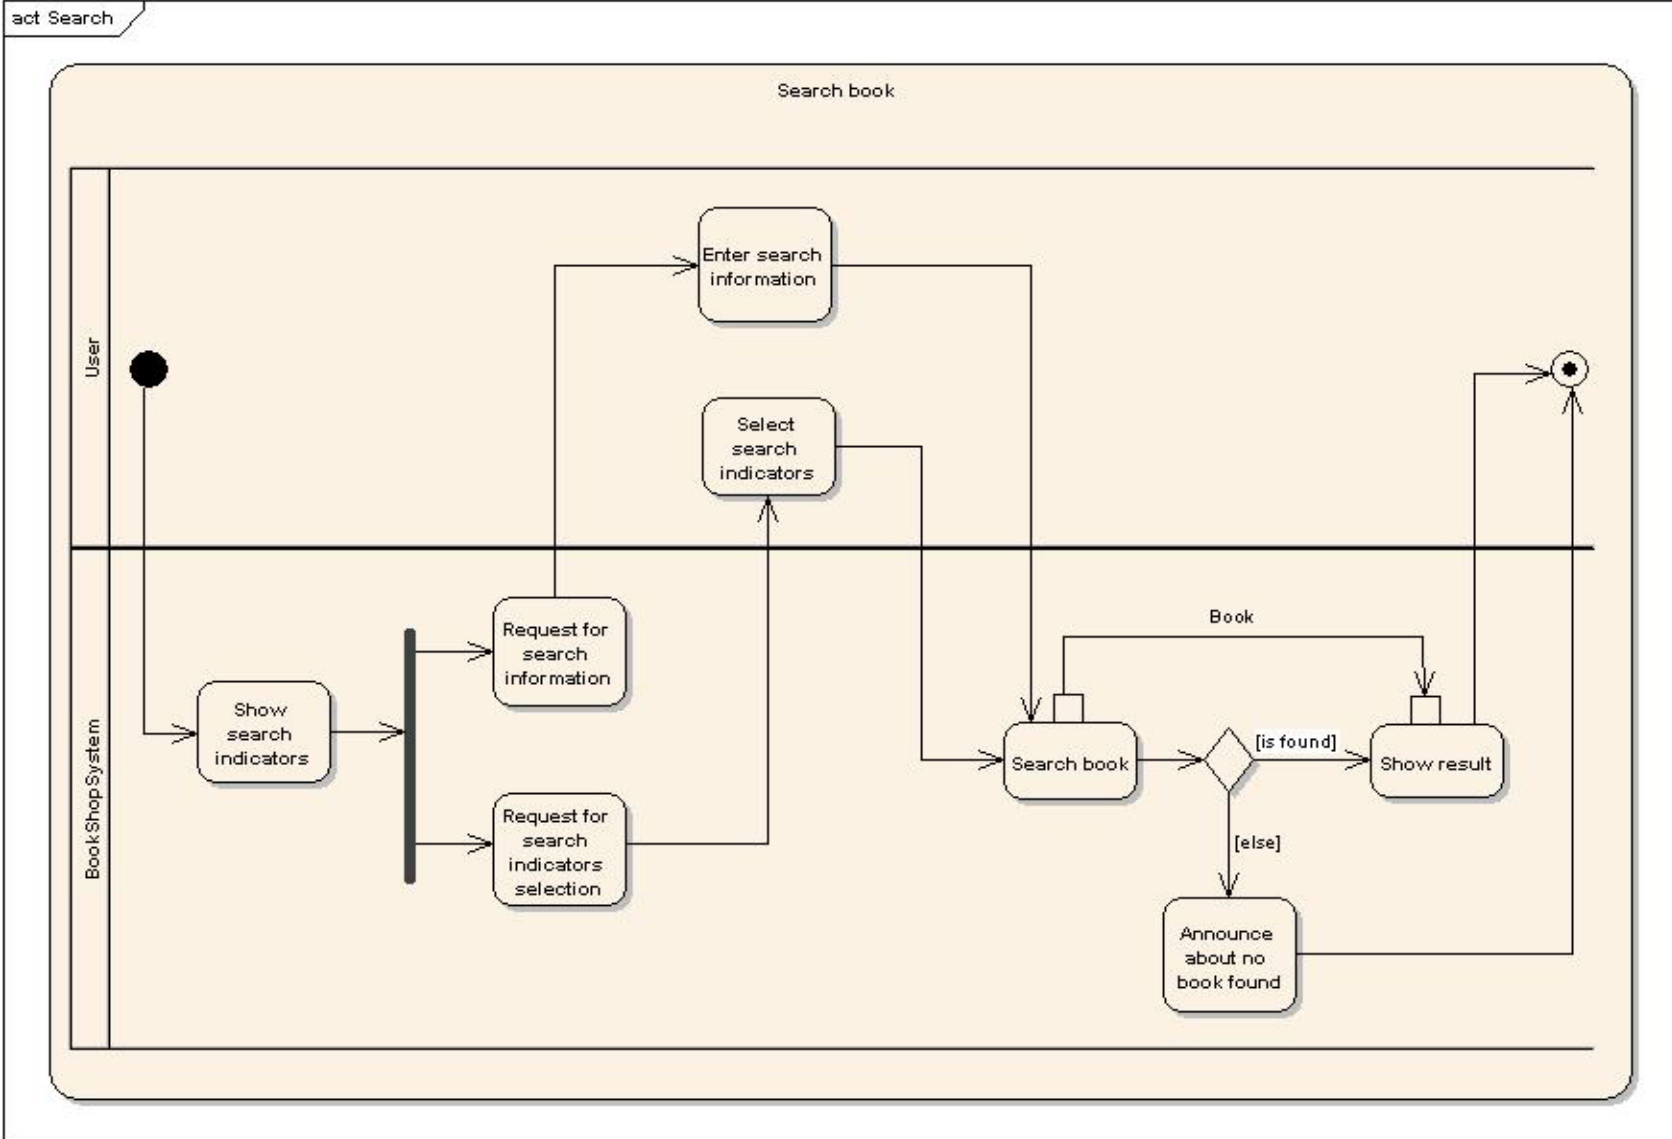 act Search
Search book
User
Enter search
information
Select
search
indicators
BookShopSystem
Show
search
indicators
Request for
search
information
Request for
search
indicators
selection
Book
Search book
[is found]
Show result
[else]
Announce
about no
book found